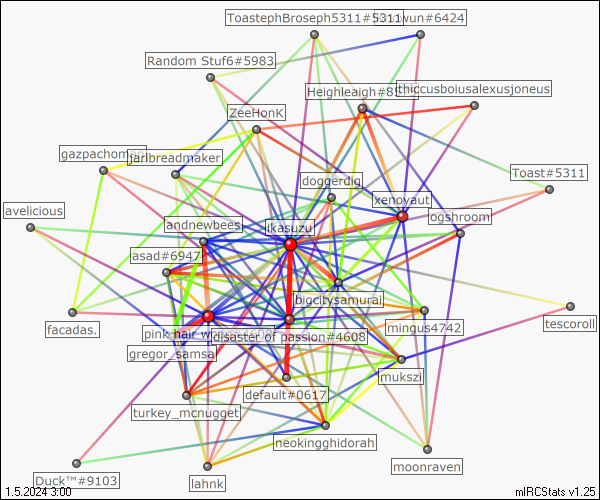 ToastephBroseph5311#5311
wun#6424
Random Stuf6#5983
Heighleaigh#85
thiccusboiusalexusjoneus
ZeeHonK
gazpachoman
jarlbreadmaker
Toast#5311
doggerdig
xenovaut
avelicious
andnewbees
ikasuzu
ogshroom
asad#6947
bigcitysamurai
facadas.
pink hair w
disaster of passion#4608
mingus4742
tescoroll
gregor_samsa
mukszi
default#0617
turkey_mcnugget
neokingghidorah
moonraven
Duck™#9103
lahnk
1.5.2024 3:00
mIRCStats v1.25